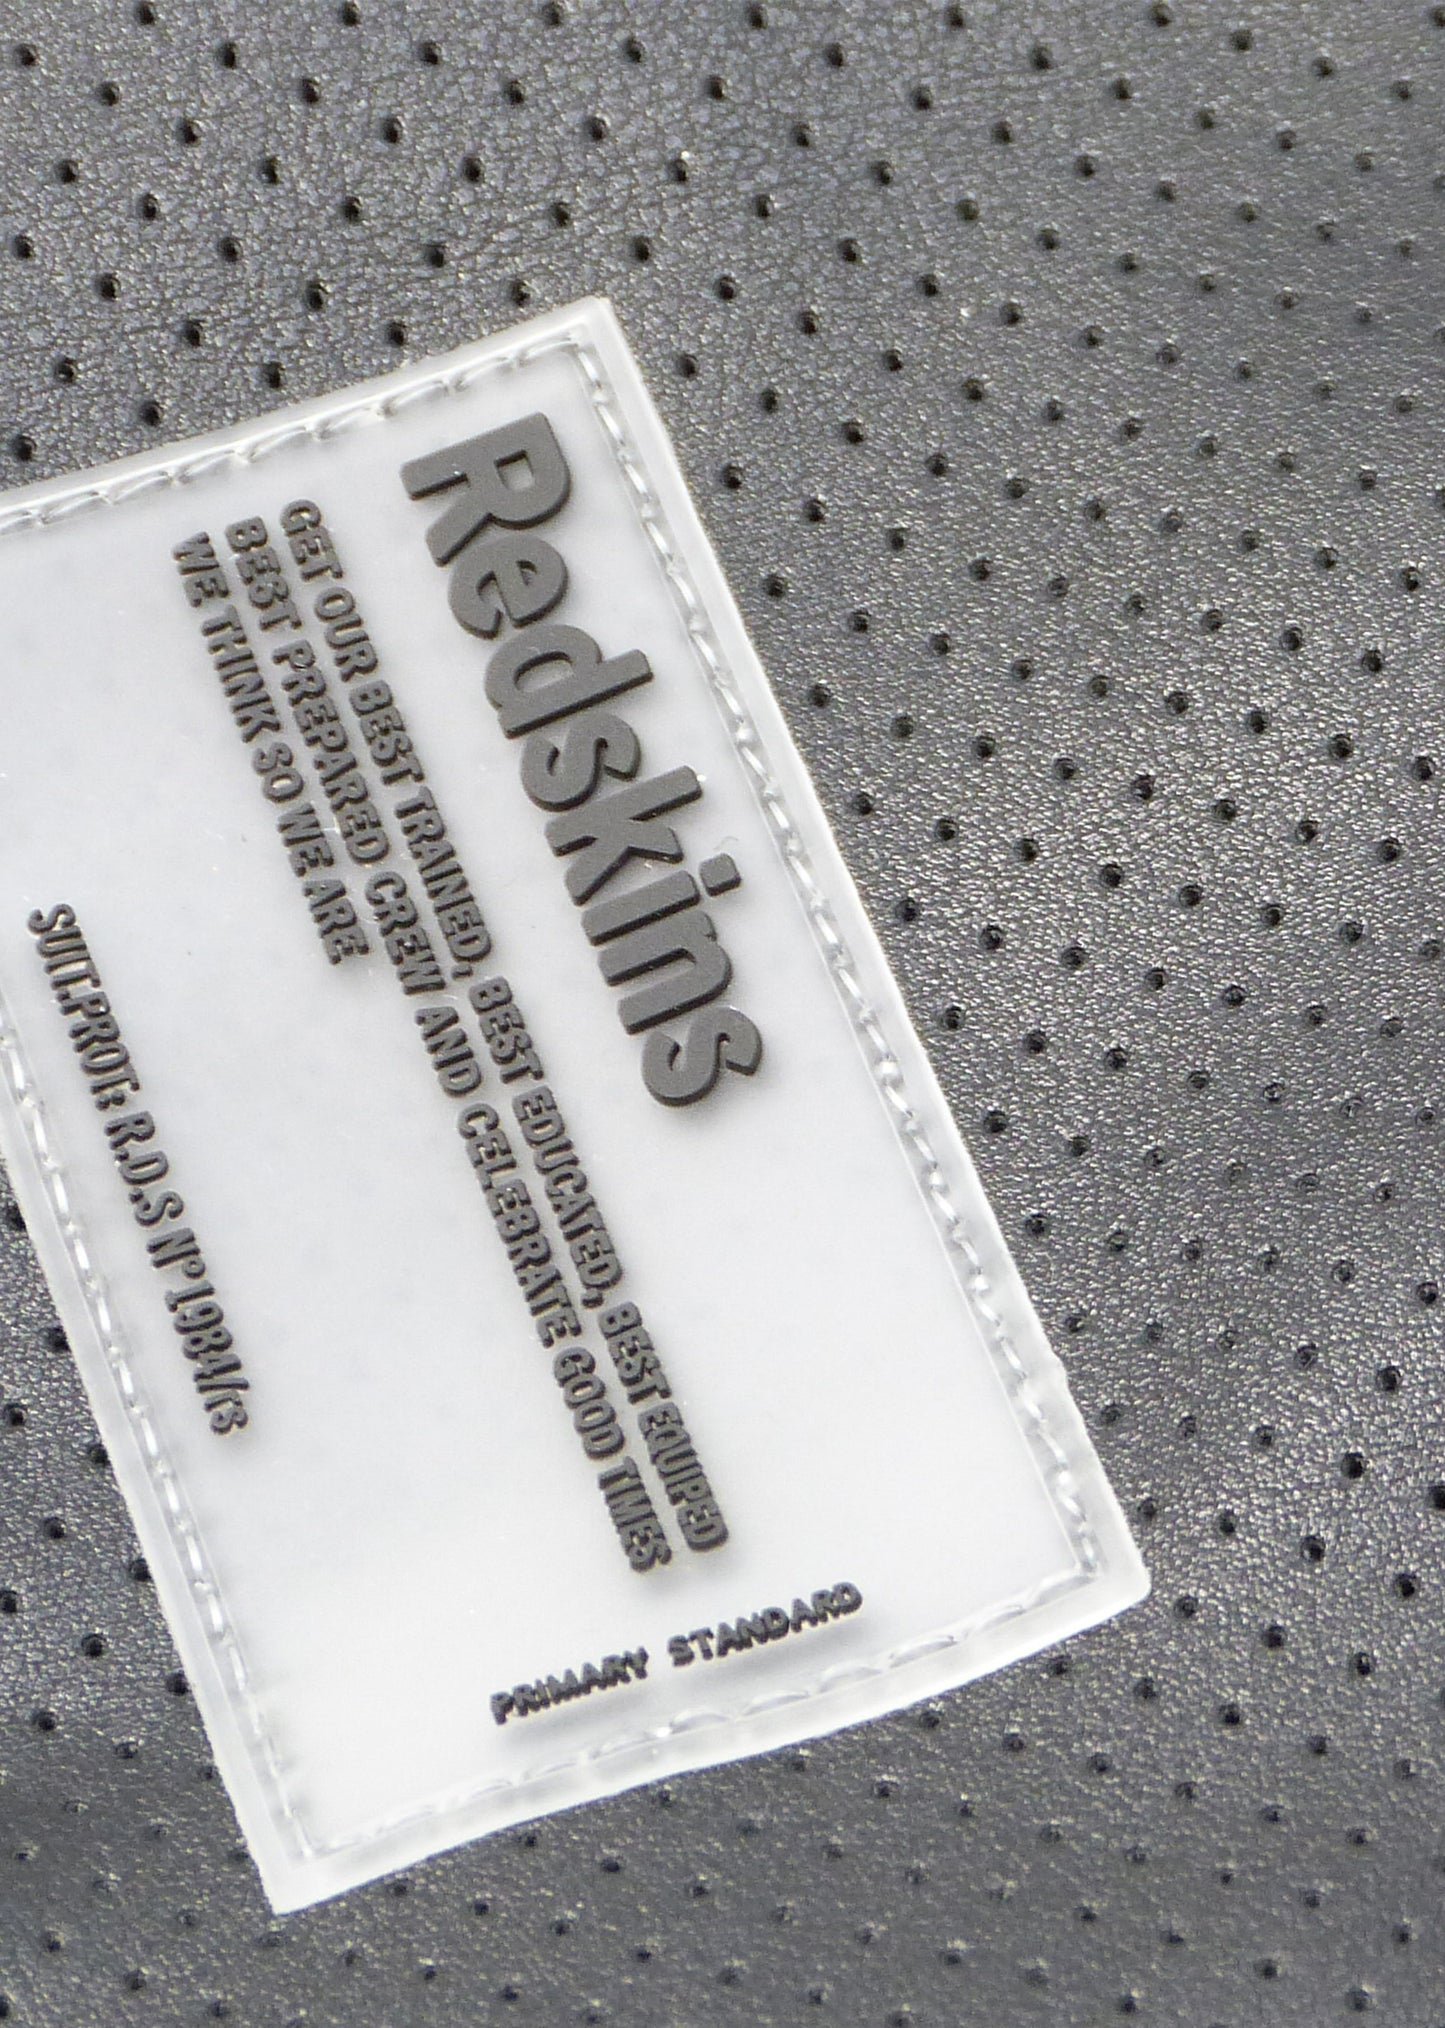 Redskins
GET OUR BEST TRAINED, BEST EDUCATED, BEST EQUIPED
BEST PREPARED CREW AND CELEBRATE GOOD TIMES
WE THINK SO WE ARE
SUIT.PROT: R.D.S Nº 1984/rs
PRIMARY STANDARD